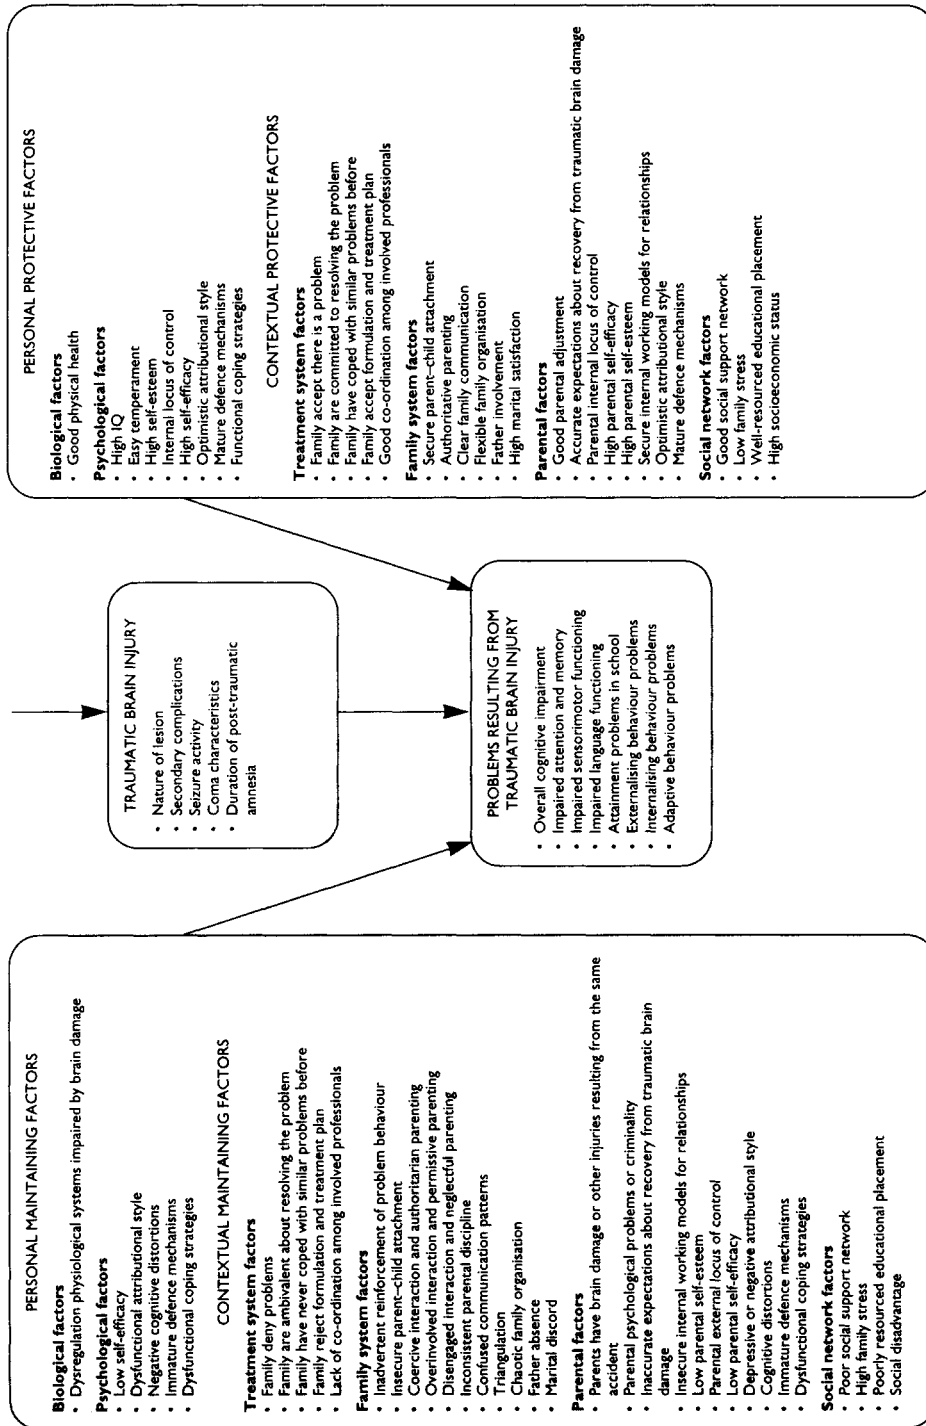 PERSONAL MAINTAINING FACTORS
Biological factors
• Dysregulation physiological systems impaired by brain damage
Psychological factors
• Low self-efficacy
• Dysfunctional attributional style
• Negative cognitive distortions
• Immature defence mechanisms
• Dysfunctional coping strategies
CONTEXTUAL MAINTAINING FACTORS
Treatment system factors
• Family deny problems
• Family are ambivalent about resolving the problem
• Family have never coped with similar problems before
• Family reject formulation and treatment plan
• Lack of co-ordination among involved professionals
Family system factors
• Inadvertent reinforcement of problem behaviour
• Insecure parent–child attachment
• Coercive interaction and authoritarian parenting
• Overinvolved interaction and permissive parenting
• Disengaged interaction and neglectful parenting
• Inconsistent parental discipline
• Confused communication patterns
• Triangulation
• Chaotic family organisation
• Father absence
• Marital discord
Parental factors
• Parents have brain damage or other injuries resulting from the same
accident
• Parental psychological problems or criminality
• Inaccurate expectations about recovery from traumatic brain
damage
• Insecure internal working models for relationships
• Low parental self-esteem
• Parental external locus of control
• Low parental self-efficacy
• Depressive or negative attributional style
• Cognitive distortions
• Immature defence mechanisms
• Dysfunctional coping strategies
Social network factors
• Poor social support network
• High family stress
• Poorly resourced educational placement
• Social disadvantage
TRAUMATIC BRAIN INJURY
• Nature of lesion
• Secondary complications
• Seizure activity
• Coma characteristics
• Duration of post-traumatic
amnesia
PROBLEMS RESULTING FROM
TRAUMATIC BRAIN INJURY
• Overall cognitive impairment
• Impaired attention and memory
• Impaired sensorimotor functioning
• Impaired language functioning
• Attainment problems in school
• Externalising behaviour problems
• Internalising behaviour problems
• Adaptive behaviour problems
PERSONAL PROTECTIVE FACTORS
Biological factors
• Good physical health
Psychological factors
• High IQ
• Easy temperament
• High self-esteem
• Internal locus of control
• High self-efficacy
• Optimistic attributional style
• Mature defence mechanisms
• Functional coping strategies
CONTEXTUAL PROTECTIVE FACTORS
Treatment system factors
• Family accept there is a problem
• Family are committed to resolving the problem
• Family have coped with similar problems before
• Family accept formulation and treatment plan
• Good co-ordination among involved professionals
Family system factors
• Secure parent–child attachment
• Authoritative parenting
• Clear family communication
• Flexible family organisation
• Father involvement
• High marital satisfaction
Parental factors
• Good parental adjustment
• Accurate expectations about recovery from traumatic brain damage
• Parental internal locus of control
• High parental self-efficacy
• High parental self-esteem
• Secure internal working models for relationships
• Optimistic attributional style
• Mature defence mechanisms
Social network factors
• Good social support network
• Low family stress
• Well-resourced educational placement
• High socioeconomic status